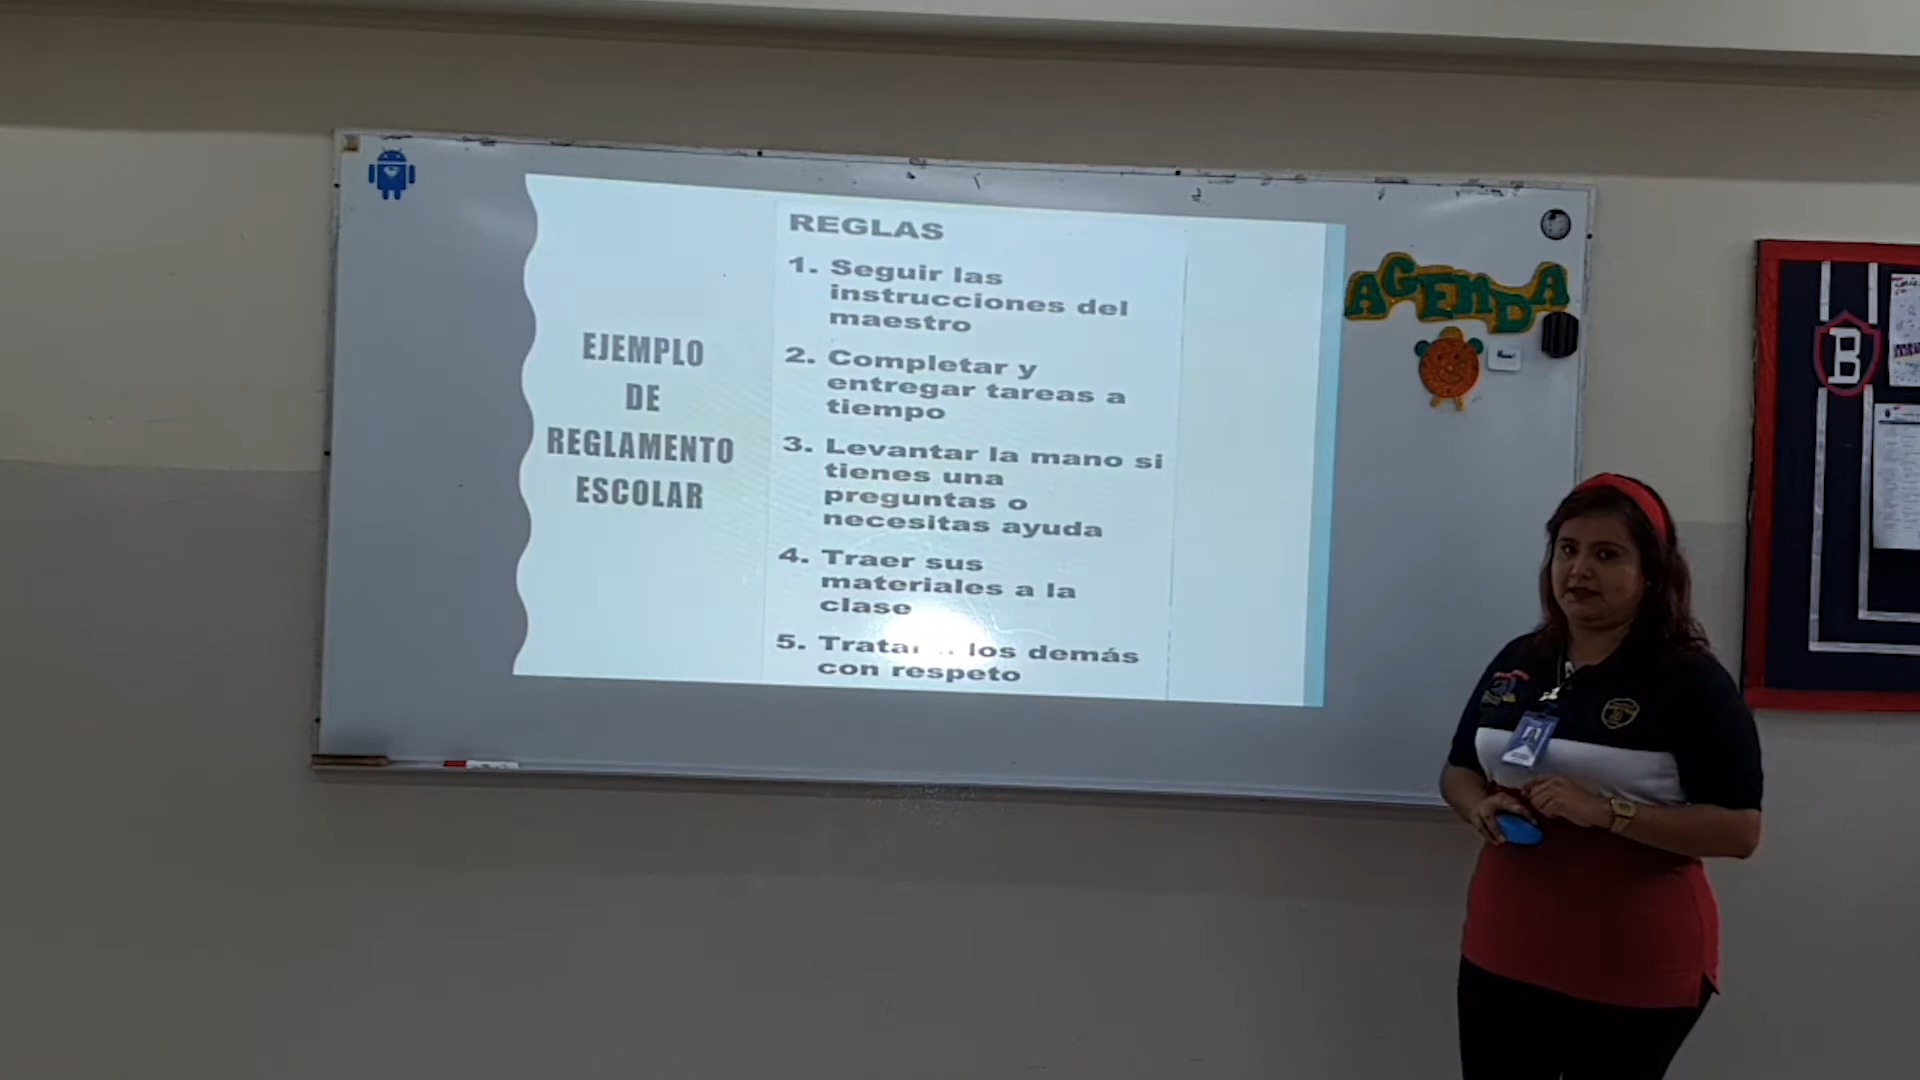 EJEMPLO
DE
REGLAMENTO
ESCOLAR
REGLAS
1. Seguir las
instrucciones del
maestro
2. Completar y
entregar tareas a
tiempo
3. Levantar la mano si
tienes una
preguntas o
necesitas ayuda
4. Traer sus
materiales a la
clase
5. los demás
con respeto
AGENDA
B